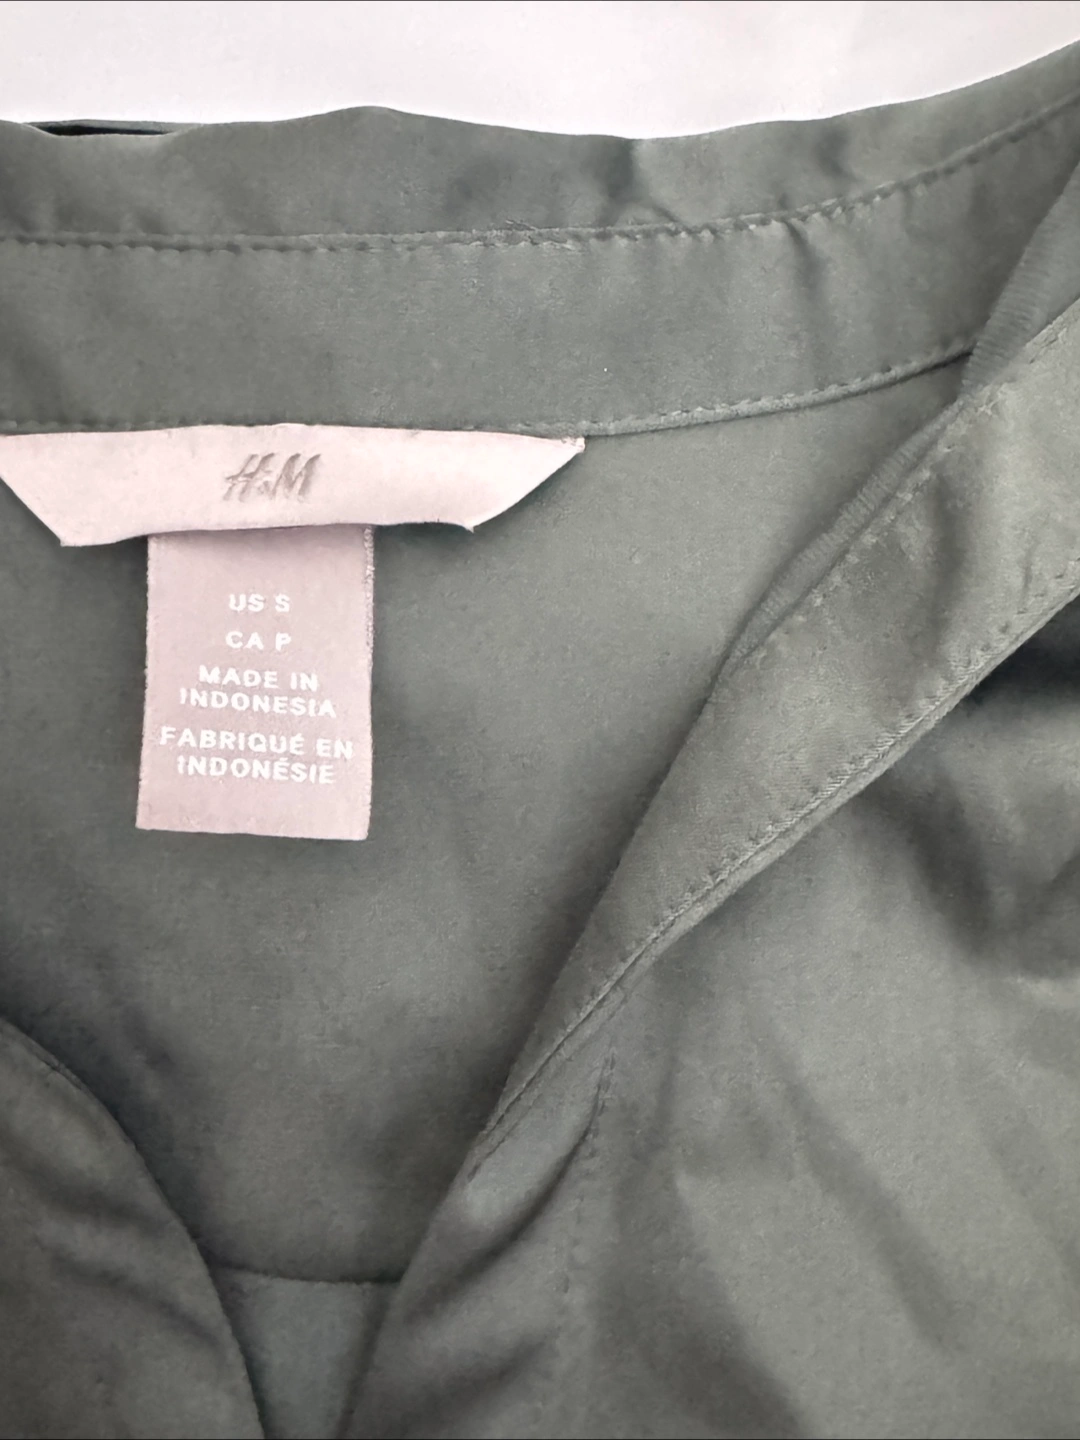 H&M
US S
CA P
MADE IN
INDONESIA
FABRIQUÉ EN
INDONÉSIE